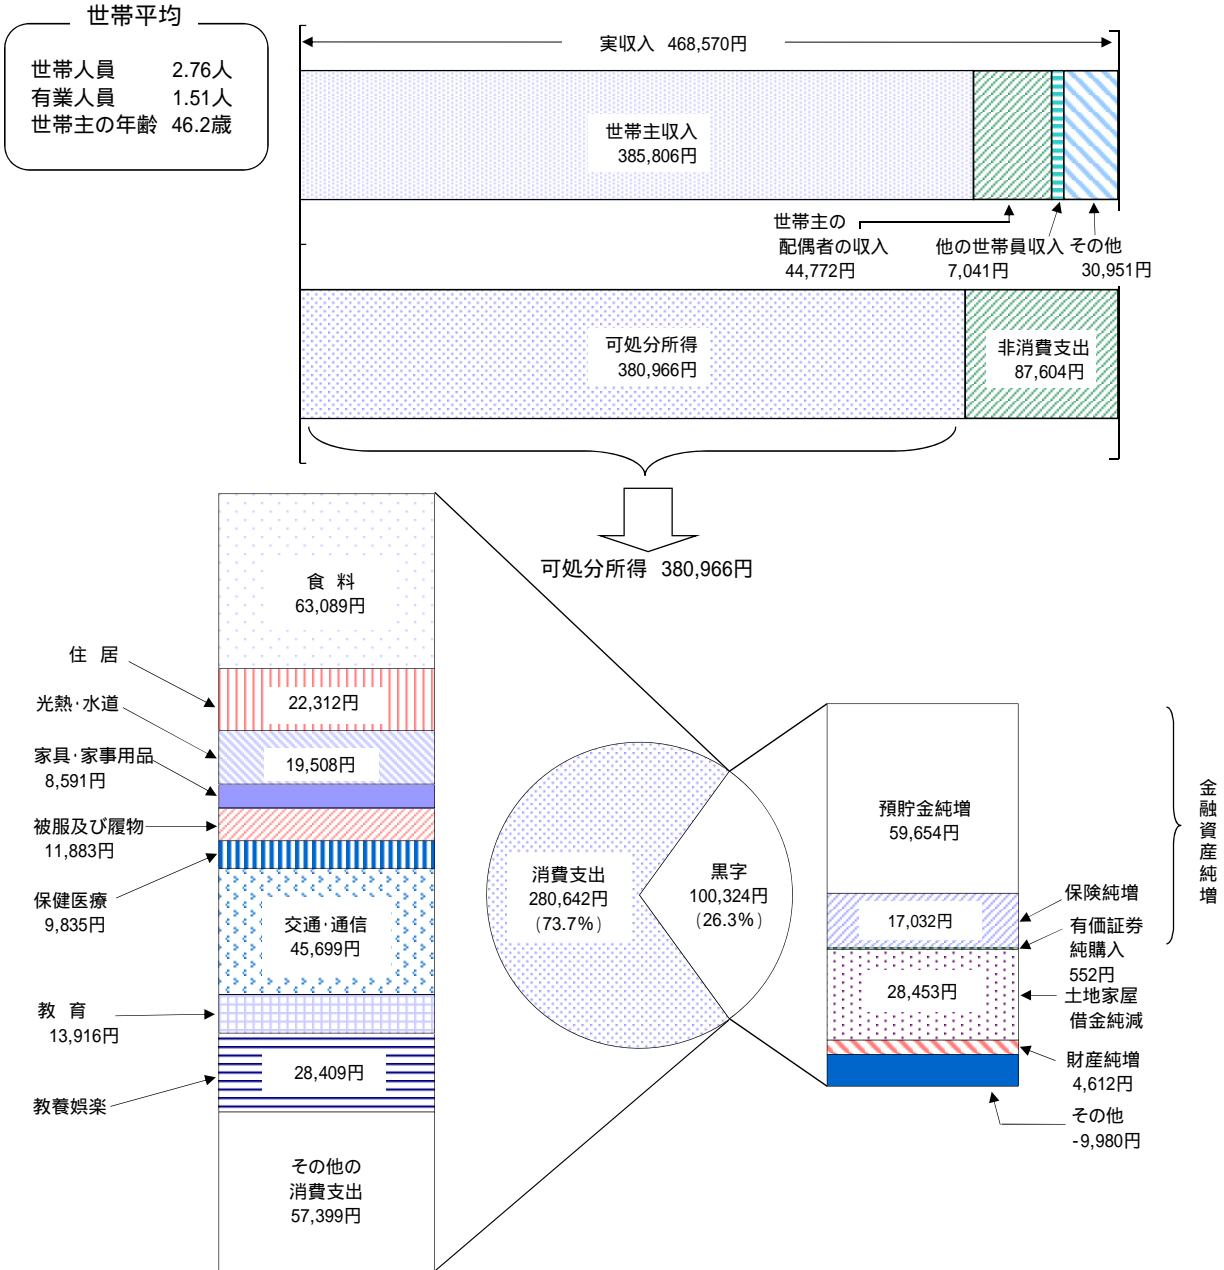 世帯平均
世帯人員 2.76人
有業人員 1.51人
世帯主の年齢 46.2歳
実収入 468,570円
世帯主収入
385,806円
世帯主の
配偶者の収入
44,772円
他の世帯員収入
7,041円
その他
30,951円
可処分所得
380,966円
非消費支出
87,604円
可処分所得 380,966円
食 料
63,089円
住 居
22,312円
光熱・水道
19,508円
家具・家事用品
8,591円
被服及び履物
11,883円
保健医療
9,835円
交通・通信
45,699円
教 育
13,916円
教養娯楽
28,409円
その他の
消費支出
57,399円
消費支出
280,642円
(73.7%)
黒字
100,324円
(26.3%)
預貯金純増
59,654円
保険純増
17,032円
有価証券
純購入
552円
土地家屋
借金純減
28,453円
財産純増
4,612円
その他
-9,980円
金融資産純増